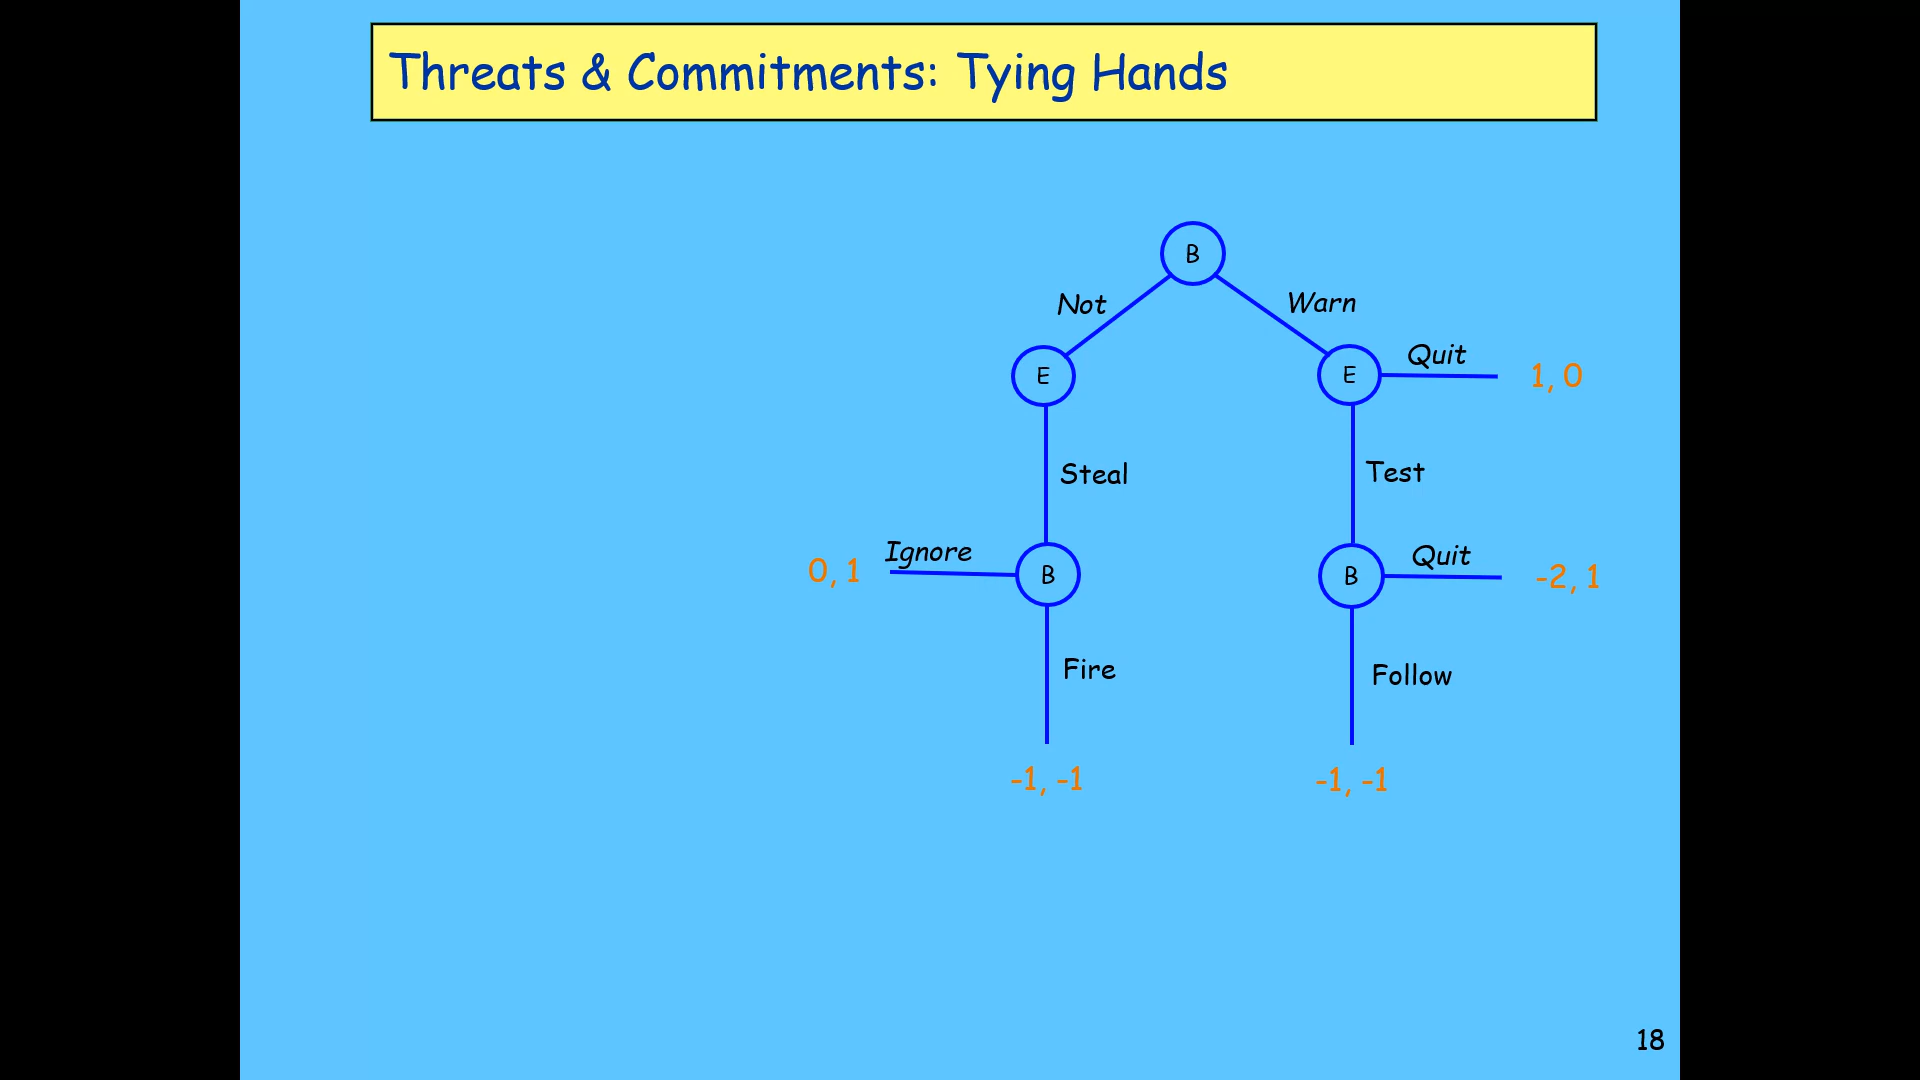 Threats & Commitments: Tying Hands
B
Not
Warn
E
E
Quit
1, 0
Steal
Test
0, 1
Ignore
B
B
Quit
-2, 1
Fire
Follow
-1, -1
-1, -1
18